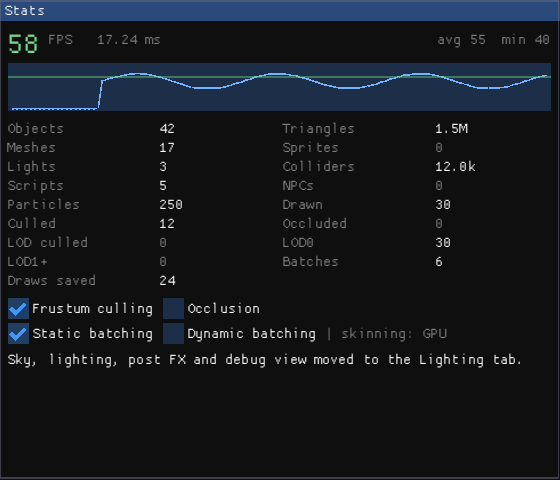 Stats
58 FPS 17.24 ms avg 55 min 40
Objects 42 Triangles 1.5M
Meshes 17 Sprites 0
Lights 3 Colliders 12.0k
Scripts 5 NPCs 0
Particles 250 Drawn 30
Culled 12 Occluded 0
LOD culled 0 LOD0 30
LOD1+ 0 Batches 6
Draws saved 24
Frustum culling Occlusion
Static batching Dynamic batching | skinning: GPU
Sky, lighting, post FX and debug view moved to the Lighting tab.